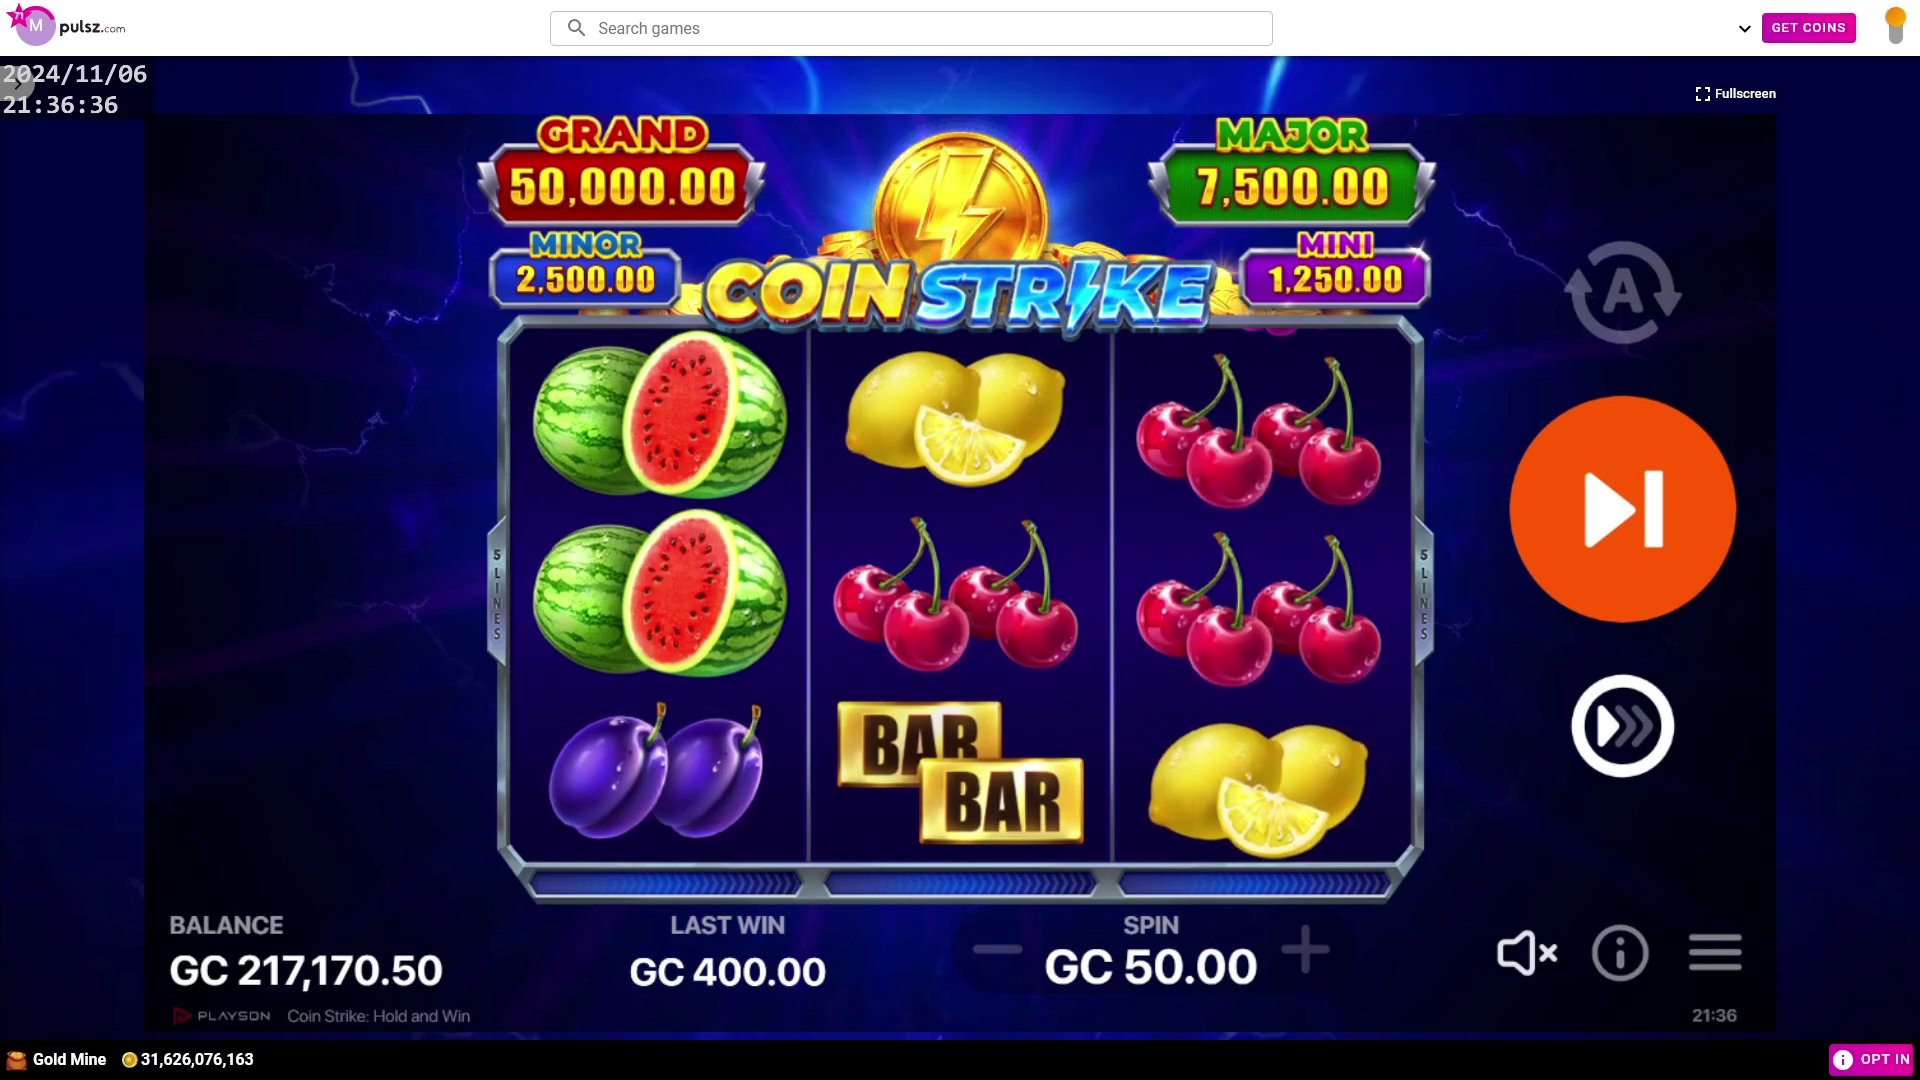 71
M
pulsz.com
Search games
GET COINS
2024/11/06
21:36:36
Fullscreen
GRAND
50,000.00
MAJOR
7,500.00
MINOR
2,500.00
MINI
1,250.00
COIN STRIKE
A
5 LINES
5 LINES
BAR
BAR
BALANCE
GC 217,170.50
LAST WIN
GC 400.00
SPIN
GC 50.00
PLAYSON
Coin Strike: Hold and Win
21:36
Gold Mine
31,626,076,163
OPT IN